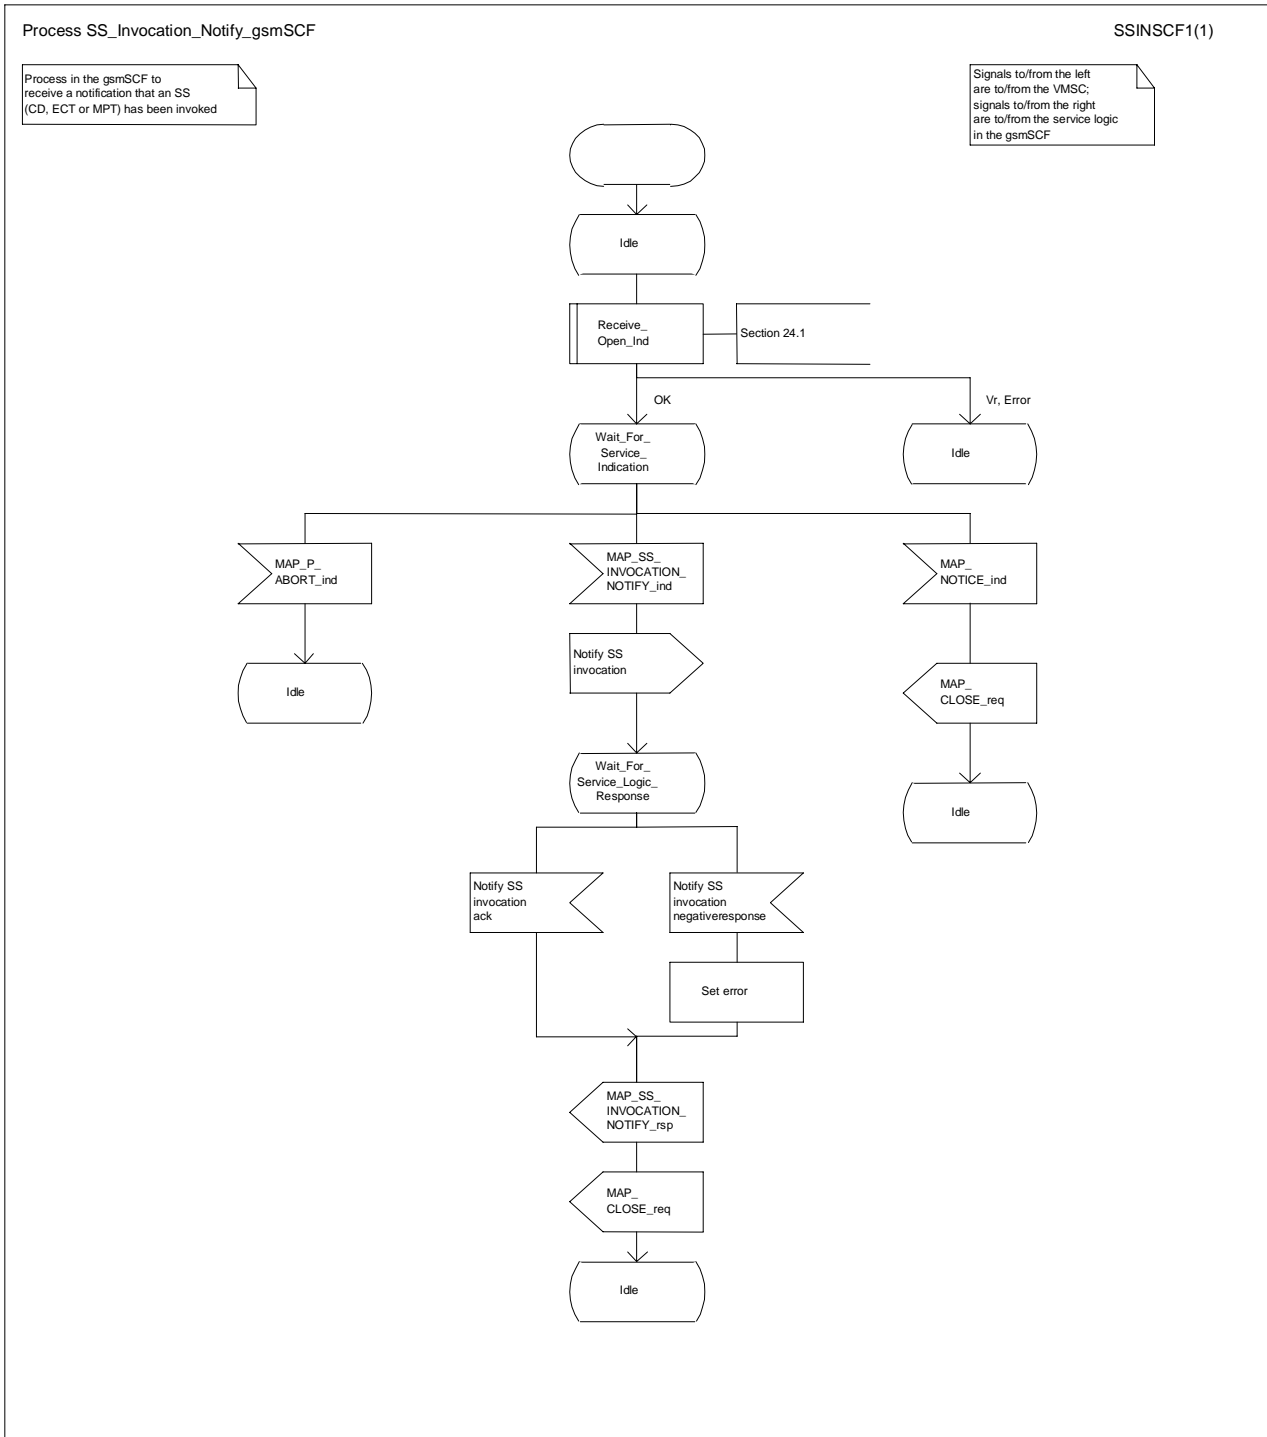 Process SS_Invocation_Notify_gsmSCF
SSINSCF1(1)
Process in the gsmSCF to
receive a notification that an SS
(CD, ECT or MPT) has been invoked
Signals to/from the left
are to/from the VMSC;
signals to/from the right
are to/from the service logic
in the gsmSCF
Idle
Receive_
Open_Ind
Section 24.1
OK
Vr, Error
Wait_For_
Service_
Indication
Idle
MAP_P_
ABORT_ind
MAP_SS_
INVOCATION_
NOTIFY_ind
MAP_
NOTICE_ind
Notify SS
invocation
Idle
MAP_
CLOSE_req
Wait_For_
Service_Logic_
Response
Idle
Notify SS
invocation
ack
Notify SS
invocation
negativeresponse
Set error
MAP_SS_
INVOCATION_
NOTIFY_rsp
MAP_
CLOSE_req
Idle